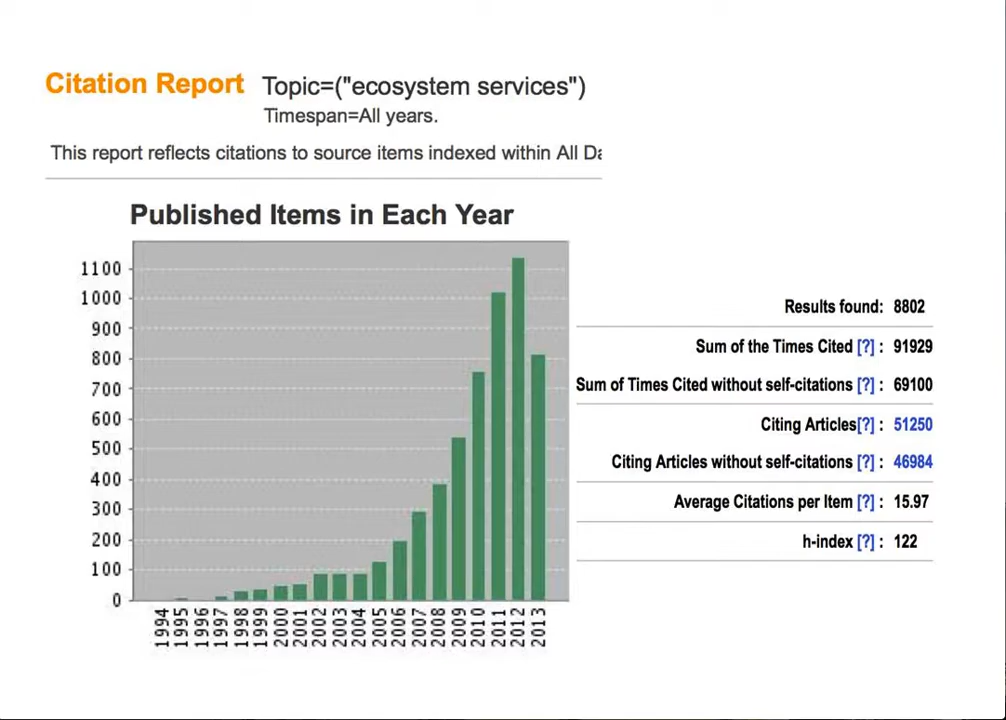 Citation Report Topic=("ecosystem services")
Timespan=All years.
This report reflects citations to source items indexed within All
Published Items in Each Year
1100
1000
900
800
700
600
500
400
300
200
100
0
1994
1995
1996
1997
1998
1999
2000
2001
2002
2003
2004
2005
2006
2007
2008
2009
2010
2011
2012
2013
Results found: 8802
Sum of the Times Cited [?] : 91929
Sum of Times Cited without self-citations [?] : 69100
Citing Articles[?] : 51250
Citing Articles without self-citations [?] : 46984
Average Citations per Item [?] : 15.97
h-index [?] : 122